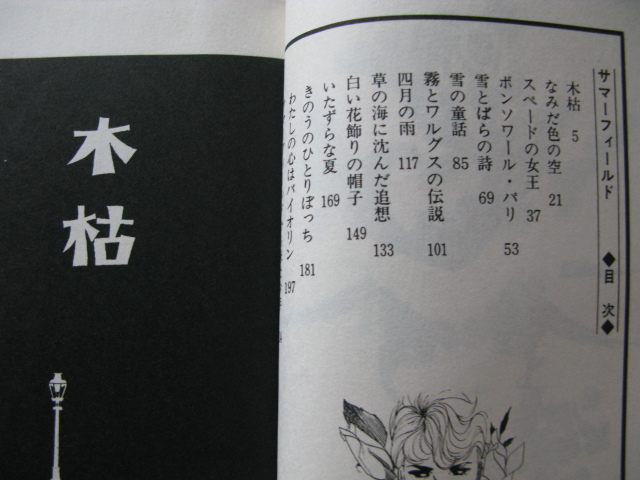 サマーフィールド ◆目 次◆
木枯 5
なみだ色の空 21
スペードの女王 37
ボンソワール・パリ 53
雪とばらの詩 69
雪の童話 85
霧とワルグスの伝説 101
四月の雨 117
草の海に沈んだ追想 133
白い花飾りの帽子 149
いたずらな夏 169
きのうのひとりぼっち 181
わたしの心はバイオリン 197
木枯